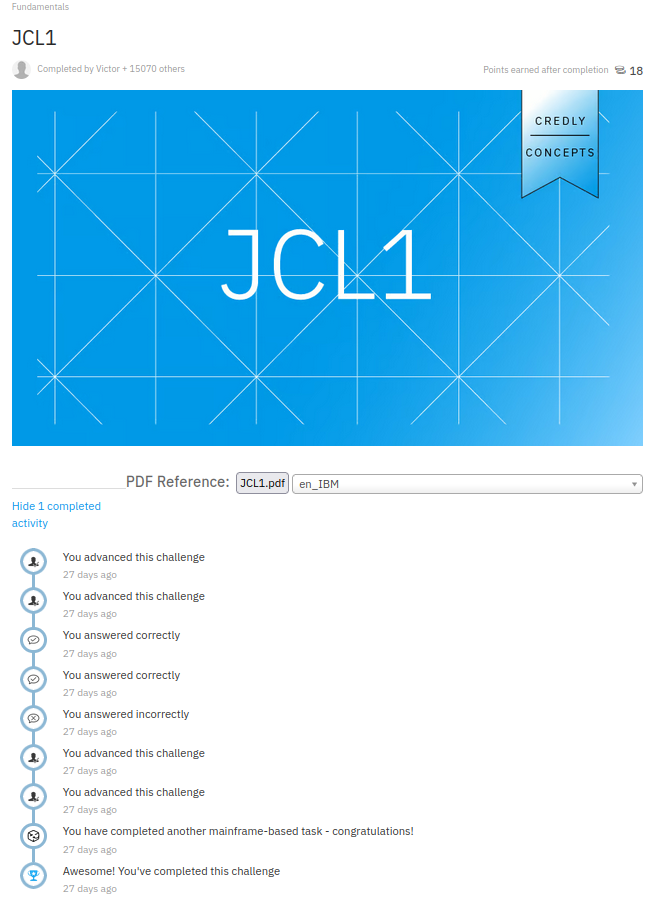 Fundamentals
JCL1
Completed by Victor + 15070 others
Points earned after completion 18
CREDLY
CONCEPTS
JCL1
PDF Reference: JCL1.pdf en_IBM
Hide 1 completed
activity
You advanced this challenge
27 days ago
You advanced this challenge
27 days ago
You answered correctly
27 days ago
You answered correctly
27 days ago
You answered incorrectly
27 days ago
You advanced this challenge
27 days ago
You advanced this challenge
27 days ago
You have completed another mainframe-based task - congratulations!
27 days ago
Awesome! You've completed this challenge
27 days ago